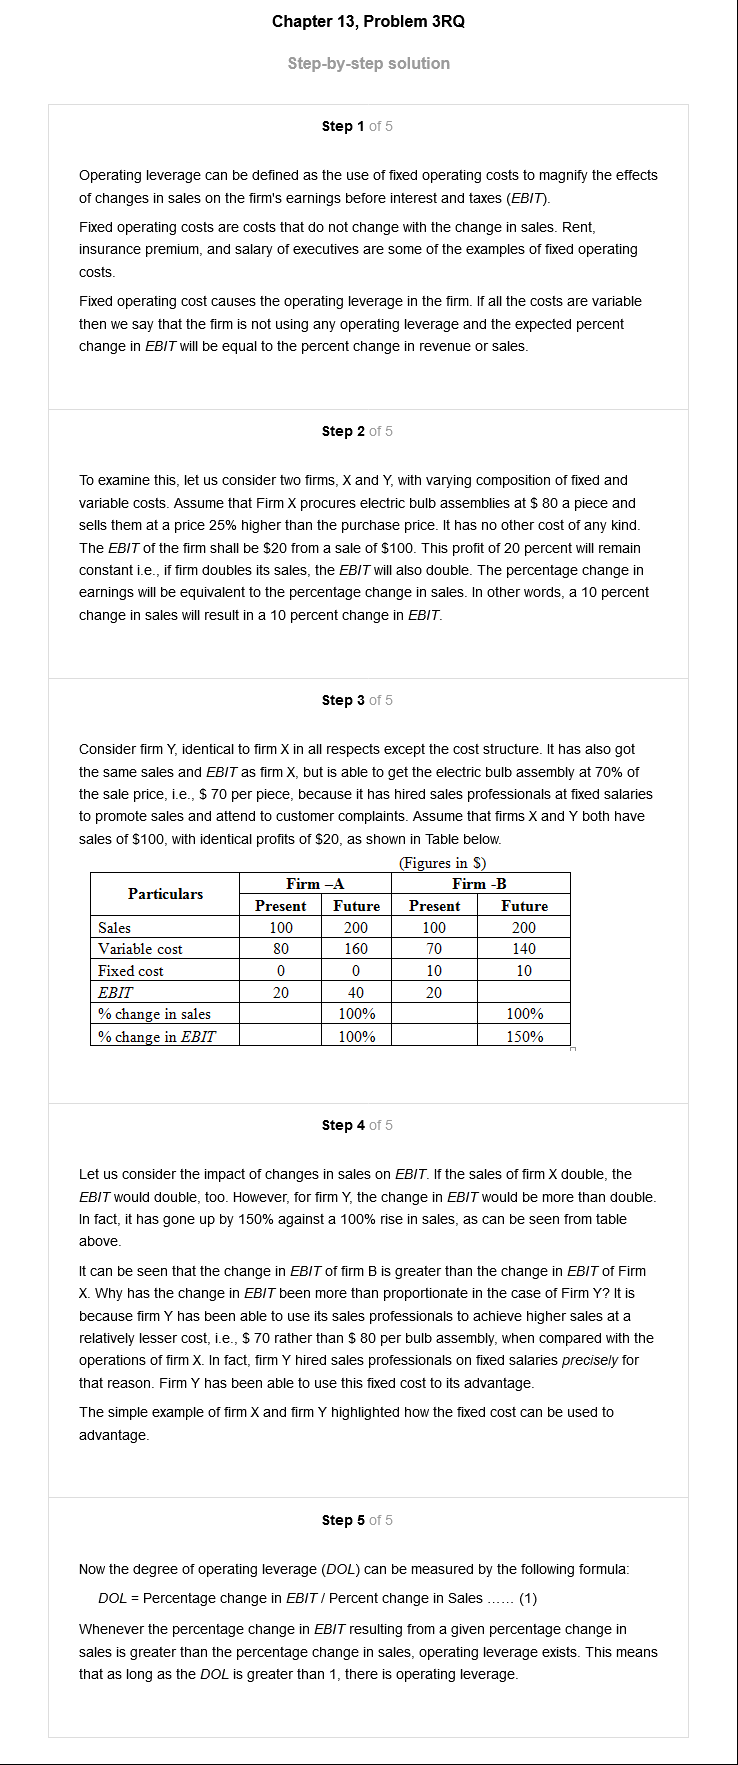 Chapter 13, Problem 3RQ
Step-by-step solution
Step 1 of 5
Operating leverage can be defined as the use of fixed operating costs to magnify the effects
of changes in sales on the firm's earnings before interest and taxes (EBIT).
Fixed operating costs are costs that do not change with the change in sales. Rent,
insurance premium, and salary of executives are some of the examples of fixed operating
costs.
Fixed operating cost causes the operating leverage in the firm. If all the costs are variable
then we say that the firm is not using any operating leverage and the expected percent
change in EBIT will be equal to the percent change in revenue or sales.
Step 2 of 5
To examine this, let us consider two firms, X and Y, with varying composition of fixed and
variable costs. Assume that Firm X procures electric bulb assemblies at $ 80 a piece and
sells them at a price 25% higher than the purchase price. It has no other cost of any kind.
The EBIT of the firm shall be $20 from a sale of $100. This profit of 20 percent will remain
constant i.e., if firm doubles its sales, the EBIT will also double. The percentage change in
earnings will be equivalent to the percentage change in sales. In other words, a 10 percent
change in sales will result in a 10 percent change in EBIT.
Step 3 of 5
Consider firm Y, identical to firm X in all respects except the cost structure. It has also got
the same sales and EBIT as firm X, but is able to get the electric bulb assembly at 70% of
the sale price, i.e., $ 70 per piece, because it has hired sales professionals at fixed salaries
to promote sales and attend to customer complaints. Assume that firms X and Y both have
sales of $100, with identical profits of $20, as shown in Table below.
(Figures in $)
Particulars Firm –A Firm -B
Present Future Present Future
Sales 100 200 100 200
Variable cost 80 160 70 140
Fixed cost 0 0 10 10
EBIT 20 40 20
% change in sales 100% 100%
% change in EBIT 100% 150%
Step 4 of 5
Let us consider the impact of changes in sales on EBIT. If the sales of firm X double, the
EBIT would double, too. However, for firm Y, the change in EBIT would be more than double.
In fact, it has gone up by 150% against a 100% rise in sales, as can be seen from table
above.
It can be seen that the change in EBIT of firm B is greater than the change in EBIT of Firm
X. Why has the change in EBIT been more than proportionate in the case of Firm Y? It is
because firm Y has been able to use its sales professionals to achieve higher sales at a
relatively lesser cost, i.e., $ 70 rather than $ 80 per bulb assembly, when compared with the
operations of firm X. In fact, firm Y hired sales professionals on fixed salaries precisely for
that reason. Firm Y has been able to use this fixed cost to its advantage.
The simple example of firm X and firm Y highlighted how the fixed cost can be used to
advantage.
Step 5 of 5
Now the degree of operating leverage (DOL) can be measured by the following formula:
DOL = Percentage change in EBIT / Percent change in Sales …… (1)
Whenever the percentage change in EBIT resulting from a given percentage change in
sales is greater than the percentage change in sales, operating leverage exists. This means
that as long as the DOL is greater than 1, there is operating leverage.